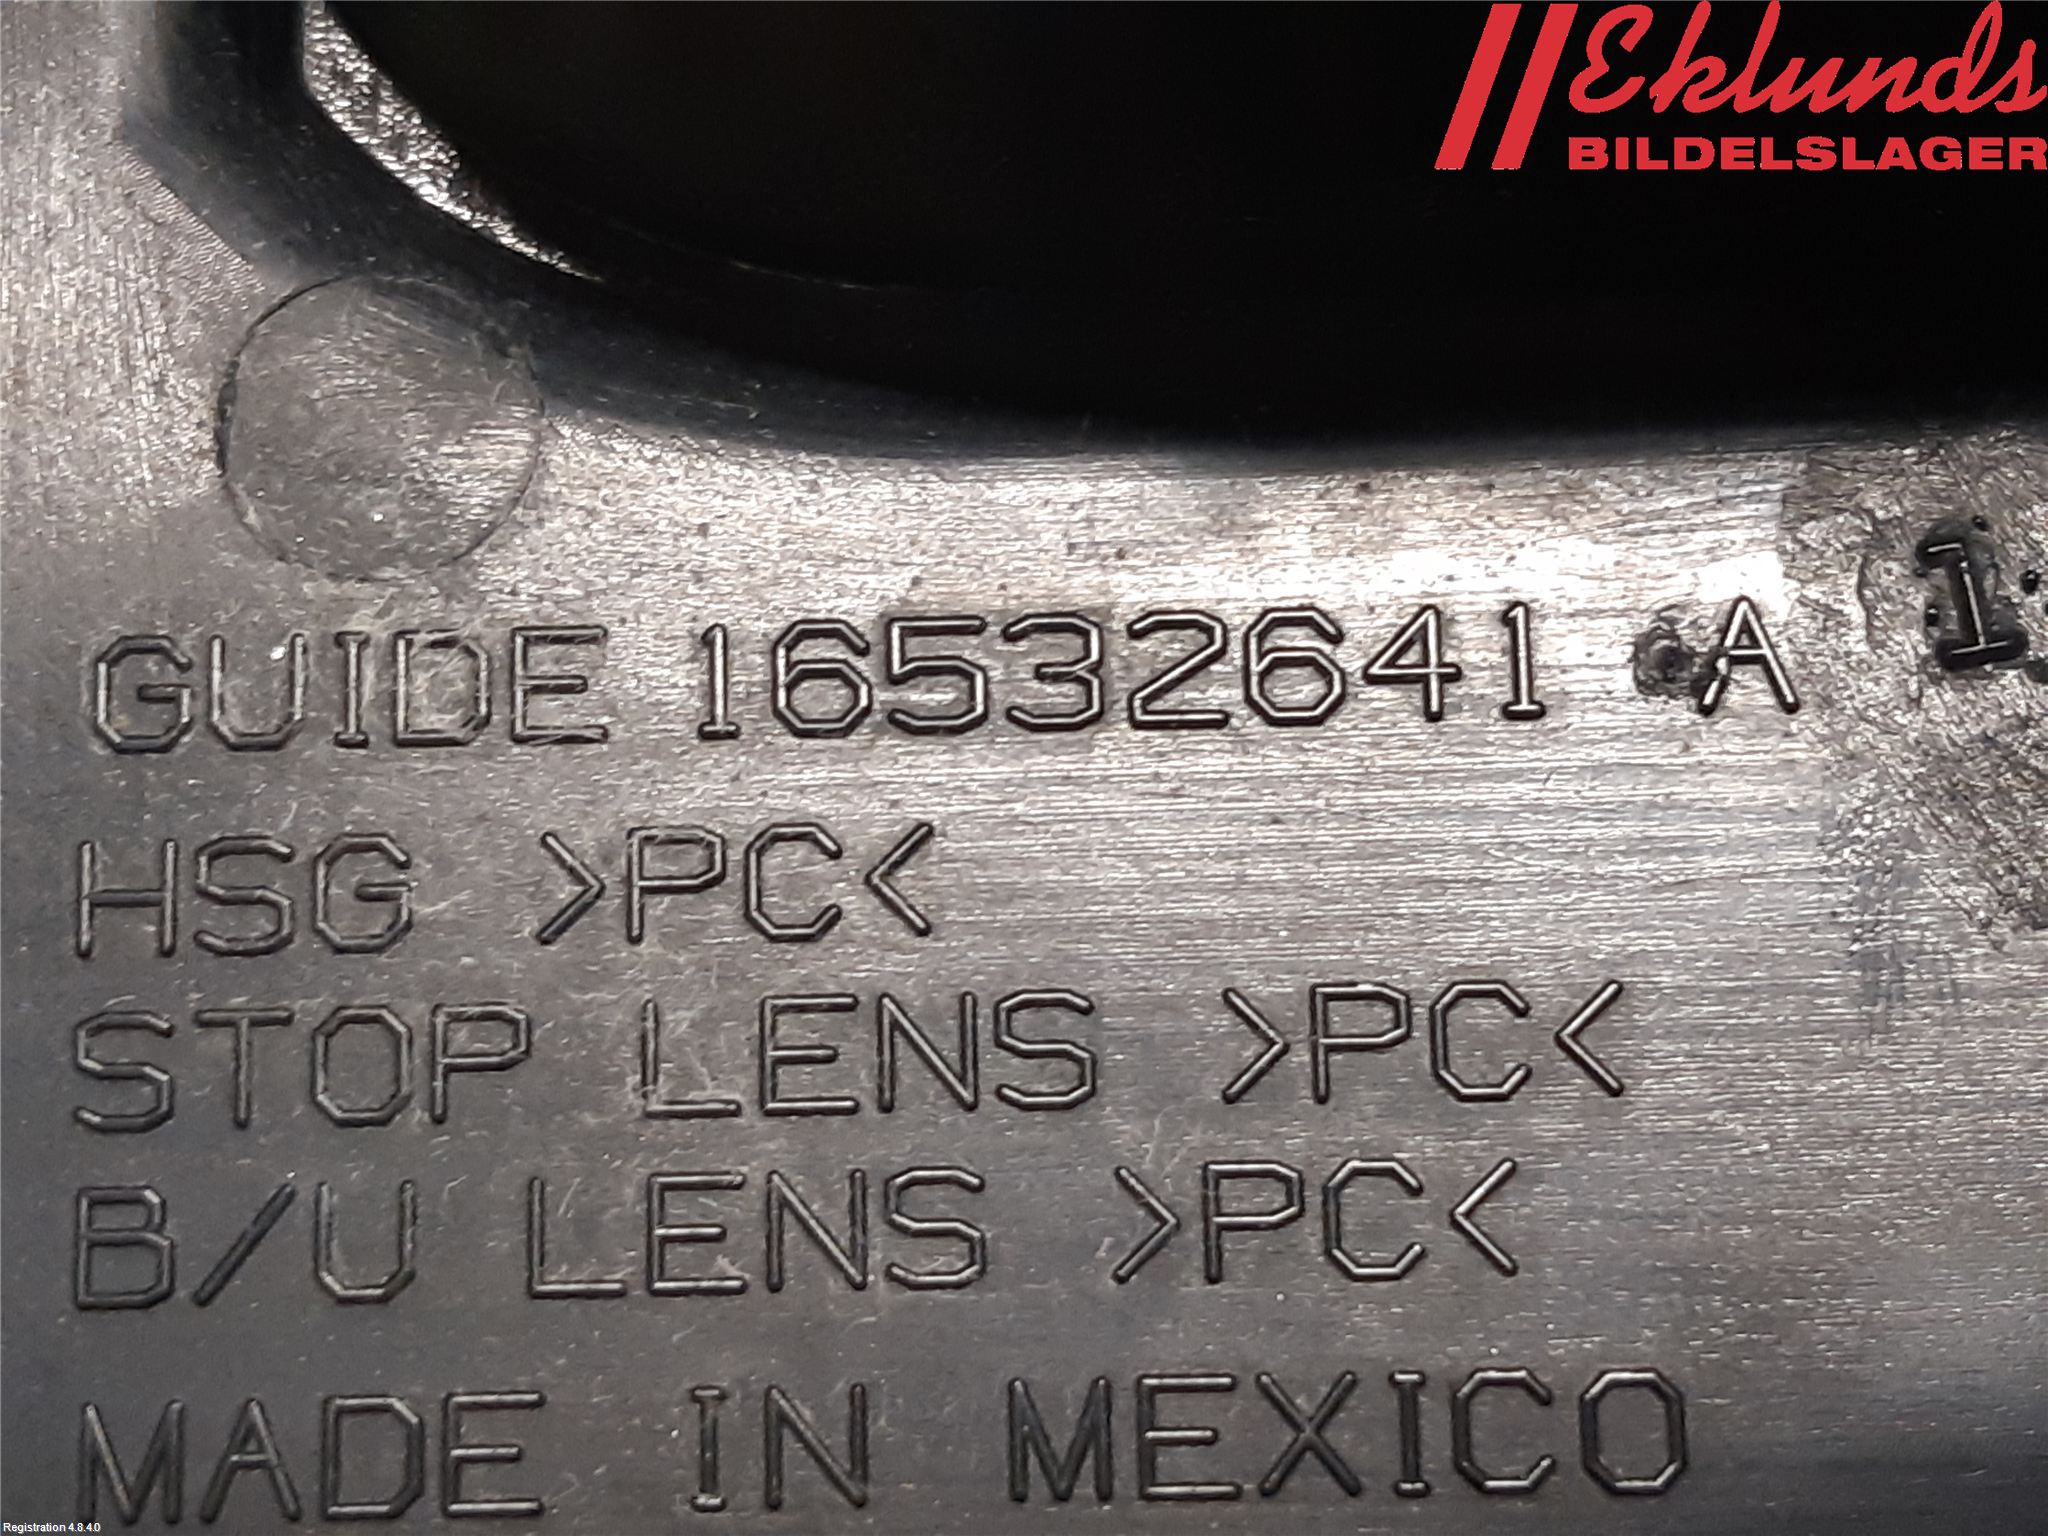 Eklunds
BILDELSLAGER
1
GUIDE 16532641 A
HSG >PC<
STOP LENS >PC<
B/U LENS >PC<
MADE IN MEXICO
Registration 4.8.4.0